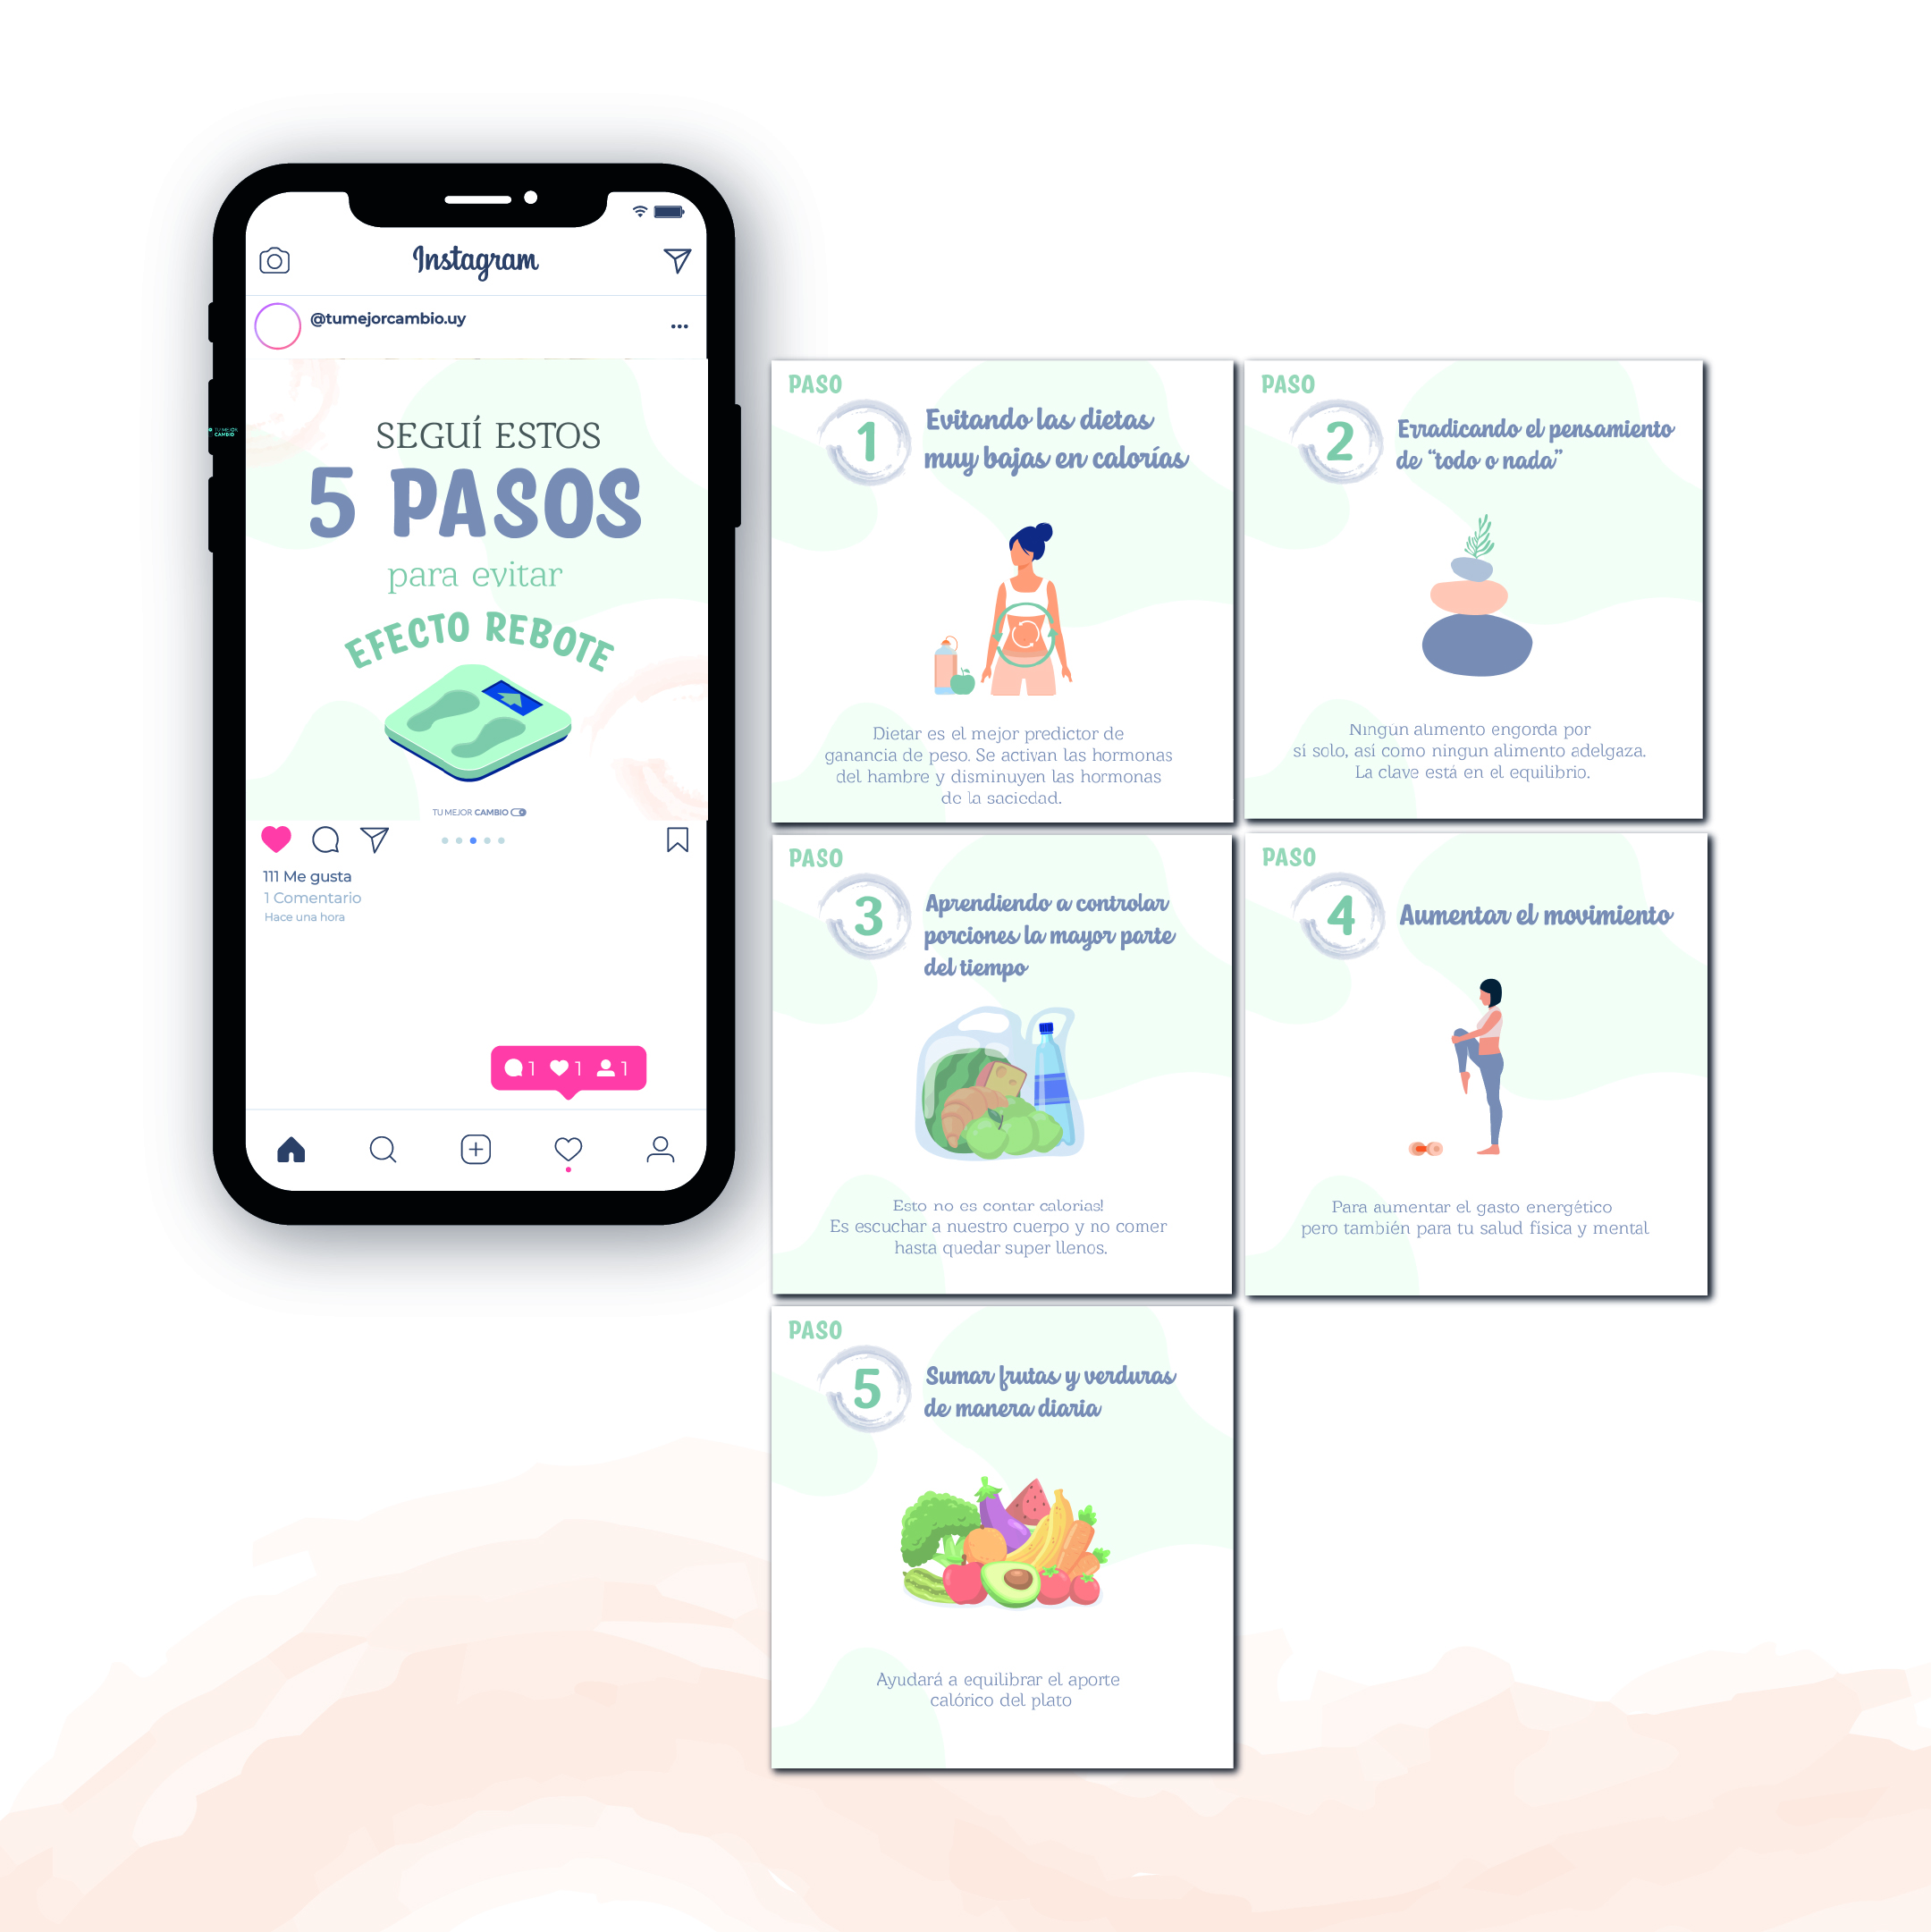 Instagram
@tumejorcambio.uy
SEGUÍ ESTOS
5 PASOS
para evitar
EFECTO REBOTE
TU MEJOR CAMBIO
TU MEJOR
CAMBIO
111 Me gusta
1 Comentario
Hace una hora
1 1 1
PASO
1
Evitando las dietas
muy bajas en calorías
Dietar es el mejor predictor de
ganancia de peso. Se activan las hormonas
del hambre y disminuyen las hormonas
de la saciedad.
PASO
2
Erradicando el pensamiento
de “todo o nada”
Ningún alimento engorda por
sí solo, asi como ningun alimento adelgaza.
La clave está en el equilibrio.
PASO
3
Aprendiendo a controlar
porciones la mayor parte
del tiempo
Esto no es contar calorias!
Es escuchar a nuestro cuerpo y no comer
hasta quedar super llenos.
PASO
4
Aumentar el movimiento
Para aumentar el gasto energético
pero también para tu salud física y mental
PASO
5
Sumar frutas y verduras
de manera diaria
Ayudará a equilibrar el aporte
calórico del plato